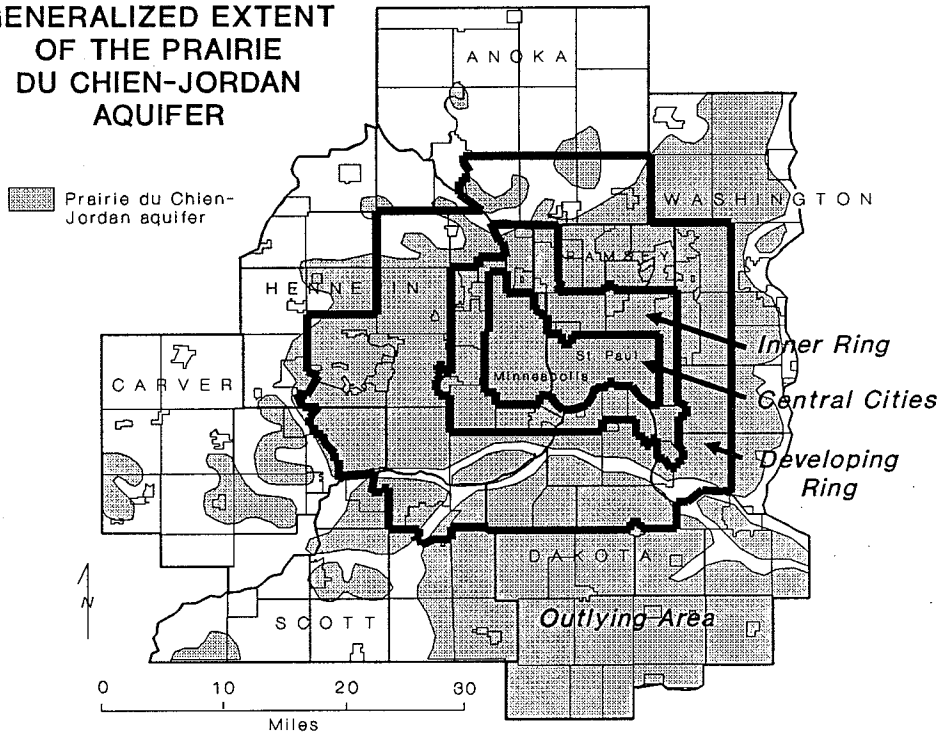 GENERALIZED EXTENT
OF THE PRAIRIE
DU CHIEN-JORDAN
AQUIFER
Prairie du Chien-
Jordan aquifer
ANOKA
WASHINGTON
RAMSEY
HENNEPIN
Inner Ring
St. Paul
Minneapolis
CARVER
Central Cities
Developing
Ring
DAKOTA
N
SCOTT
Outlying Area
0 10 20 30
Miles